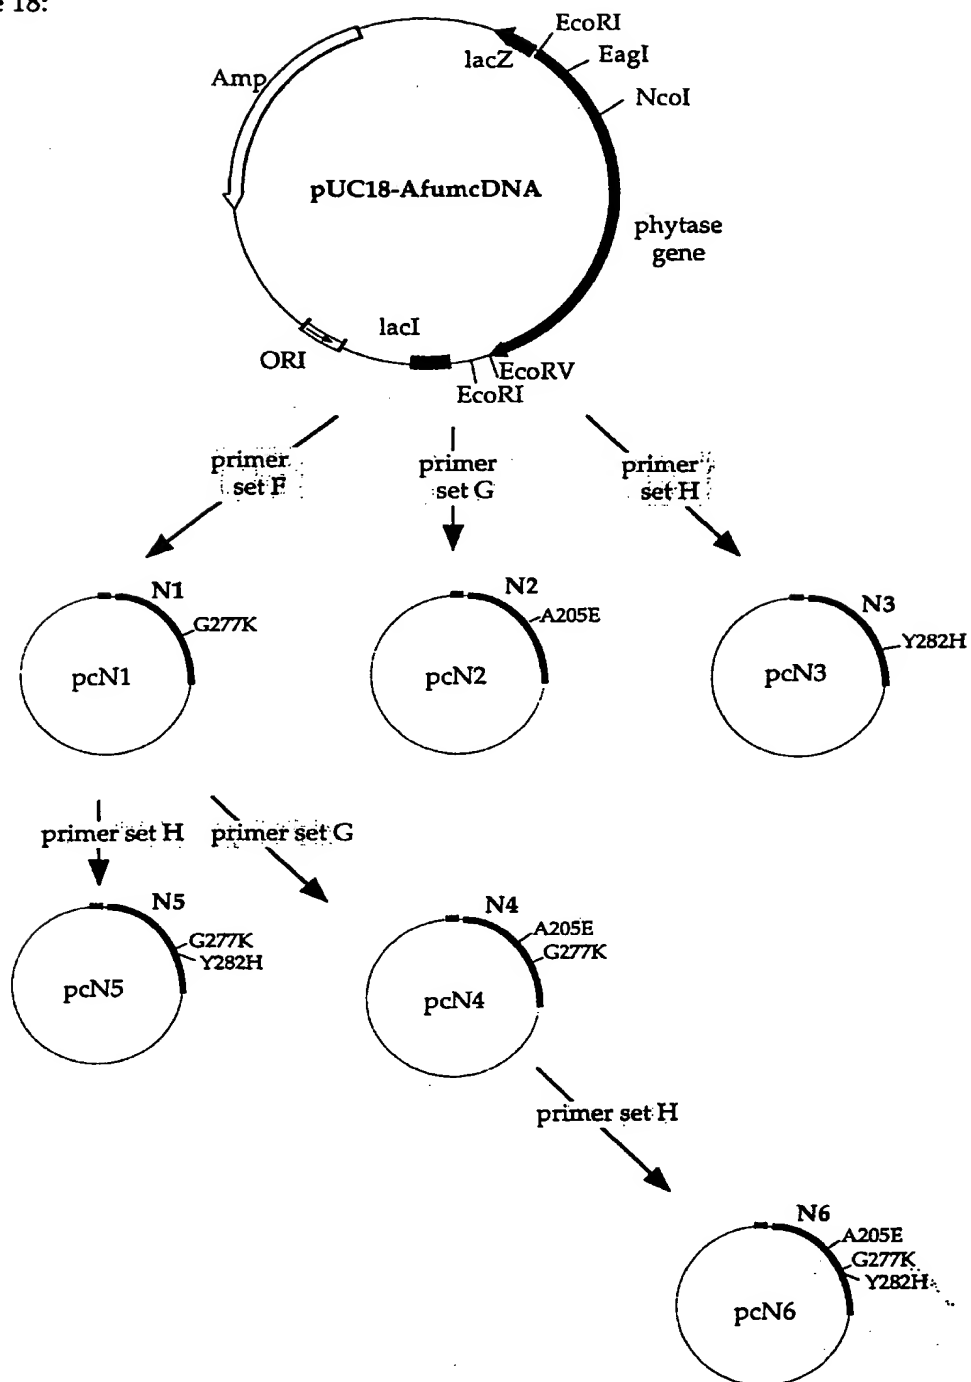 e 18:
EcoRI
lacZ
EagI
Amp
NcoI
pUC18-AfumcDNA
phytase
gene
lacI
ORI
EcoRV
EcoRI
primer
set F
primer
set G
primer
set H
N1
G277K
pcN1
N2
A205E
pcN2
N3
Y282H
pcN3
primer set H
primer set G
N5
G277K
Y282H
pcN5
N4
A205E
G277K
pcN4
primer set H
N6
A205E
G277K
Y282H
pcN6